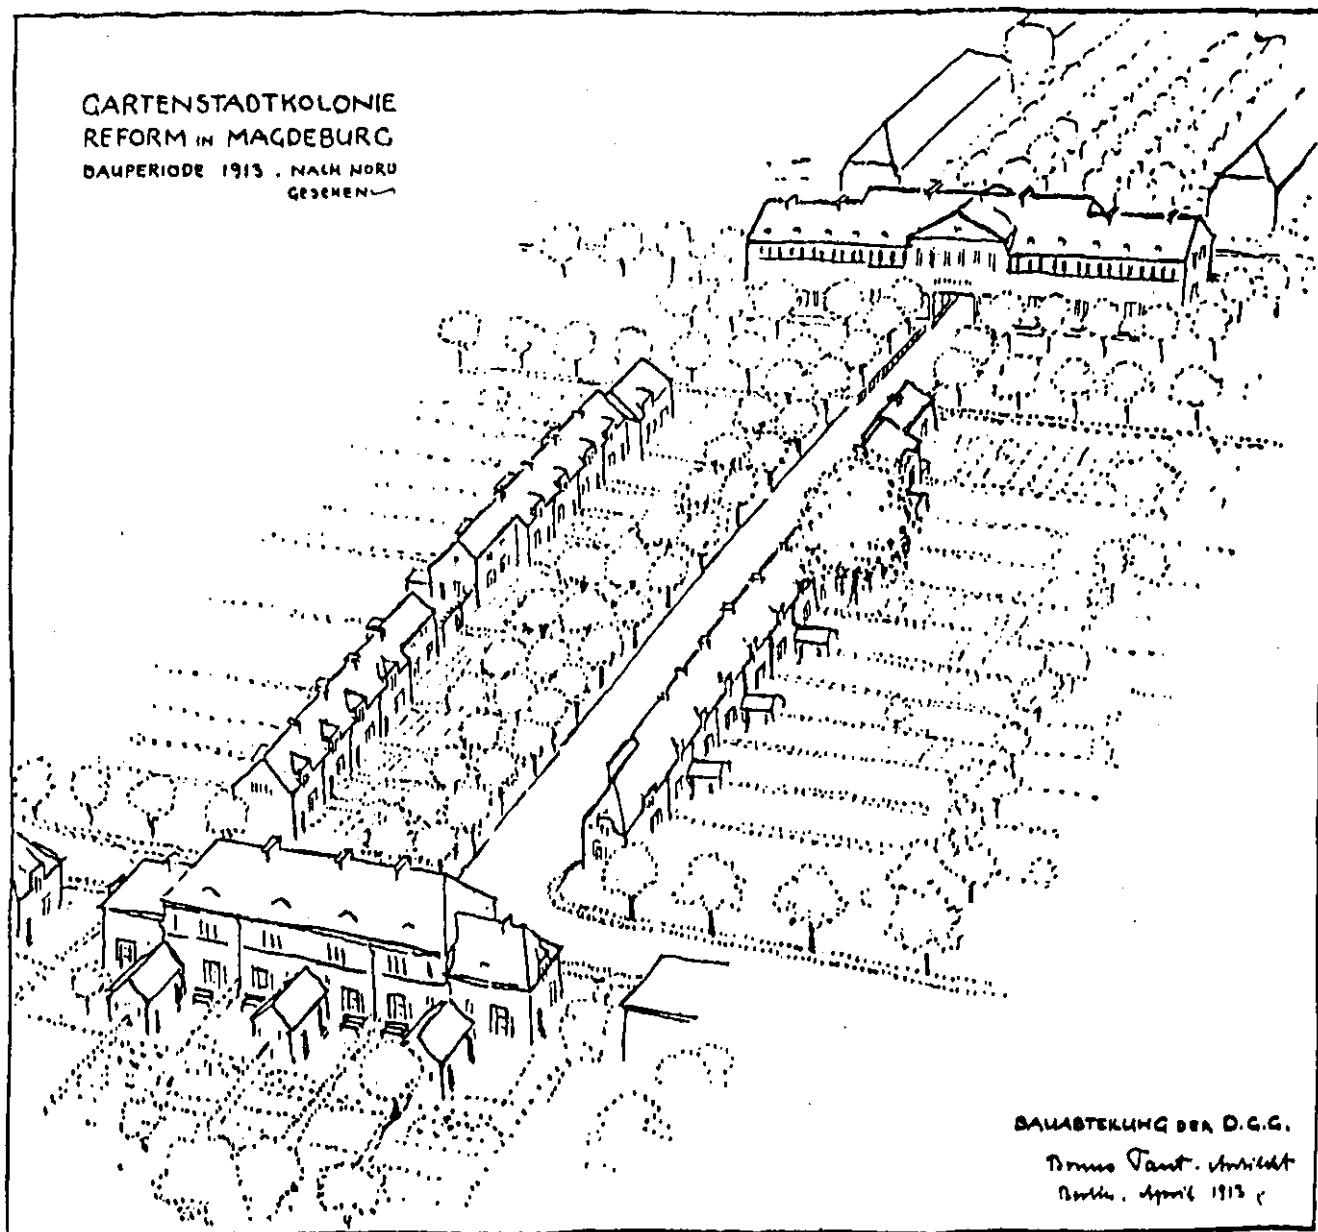 GARTENSTADTKOLONIE
REFORM IN MAGDEBURG
BAUPERIODE 1913 . NACH NORD
GESEHEN
BAUABTEILUNG DER D.G.G.
Bruno Taut. Architekt
Berlin. April 1913